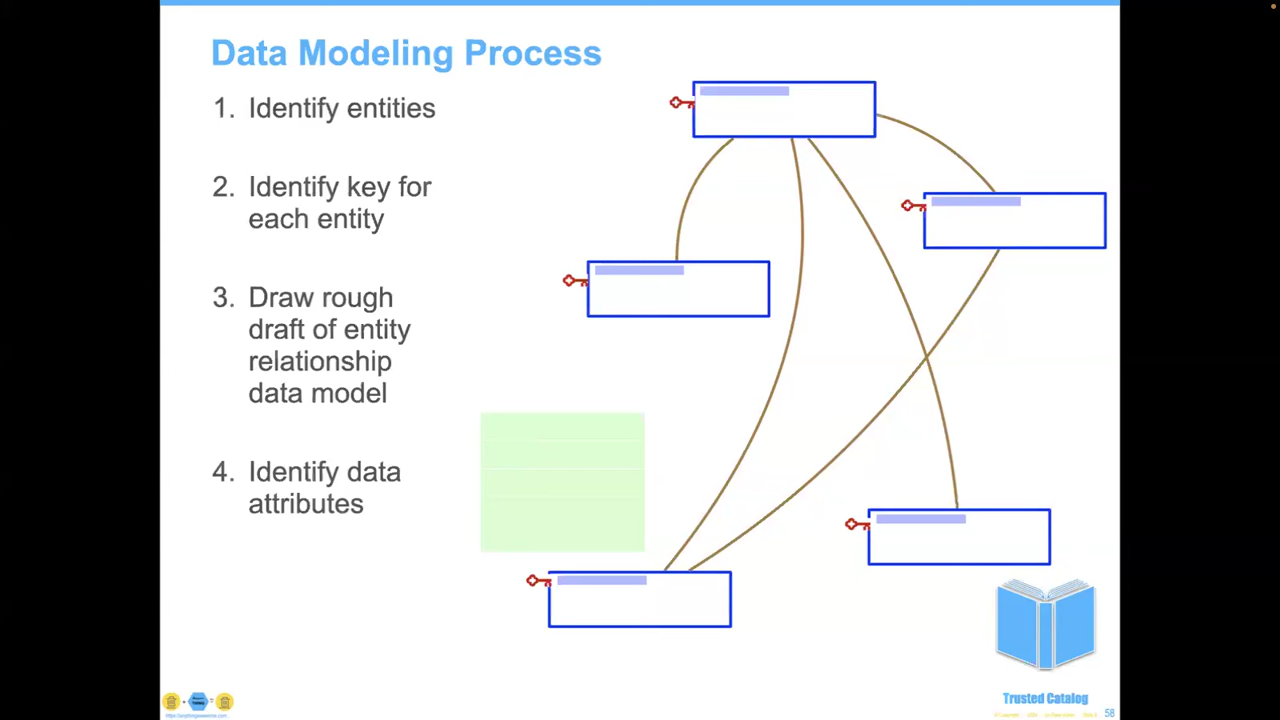 Data Modeling Process
1. Identify entities
2. Identify key for
each entity
3. Draw rough
draft of entity
relationship
data model
4. Identify data
attributes
Trusted Catalog
58